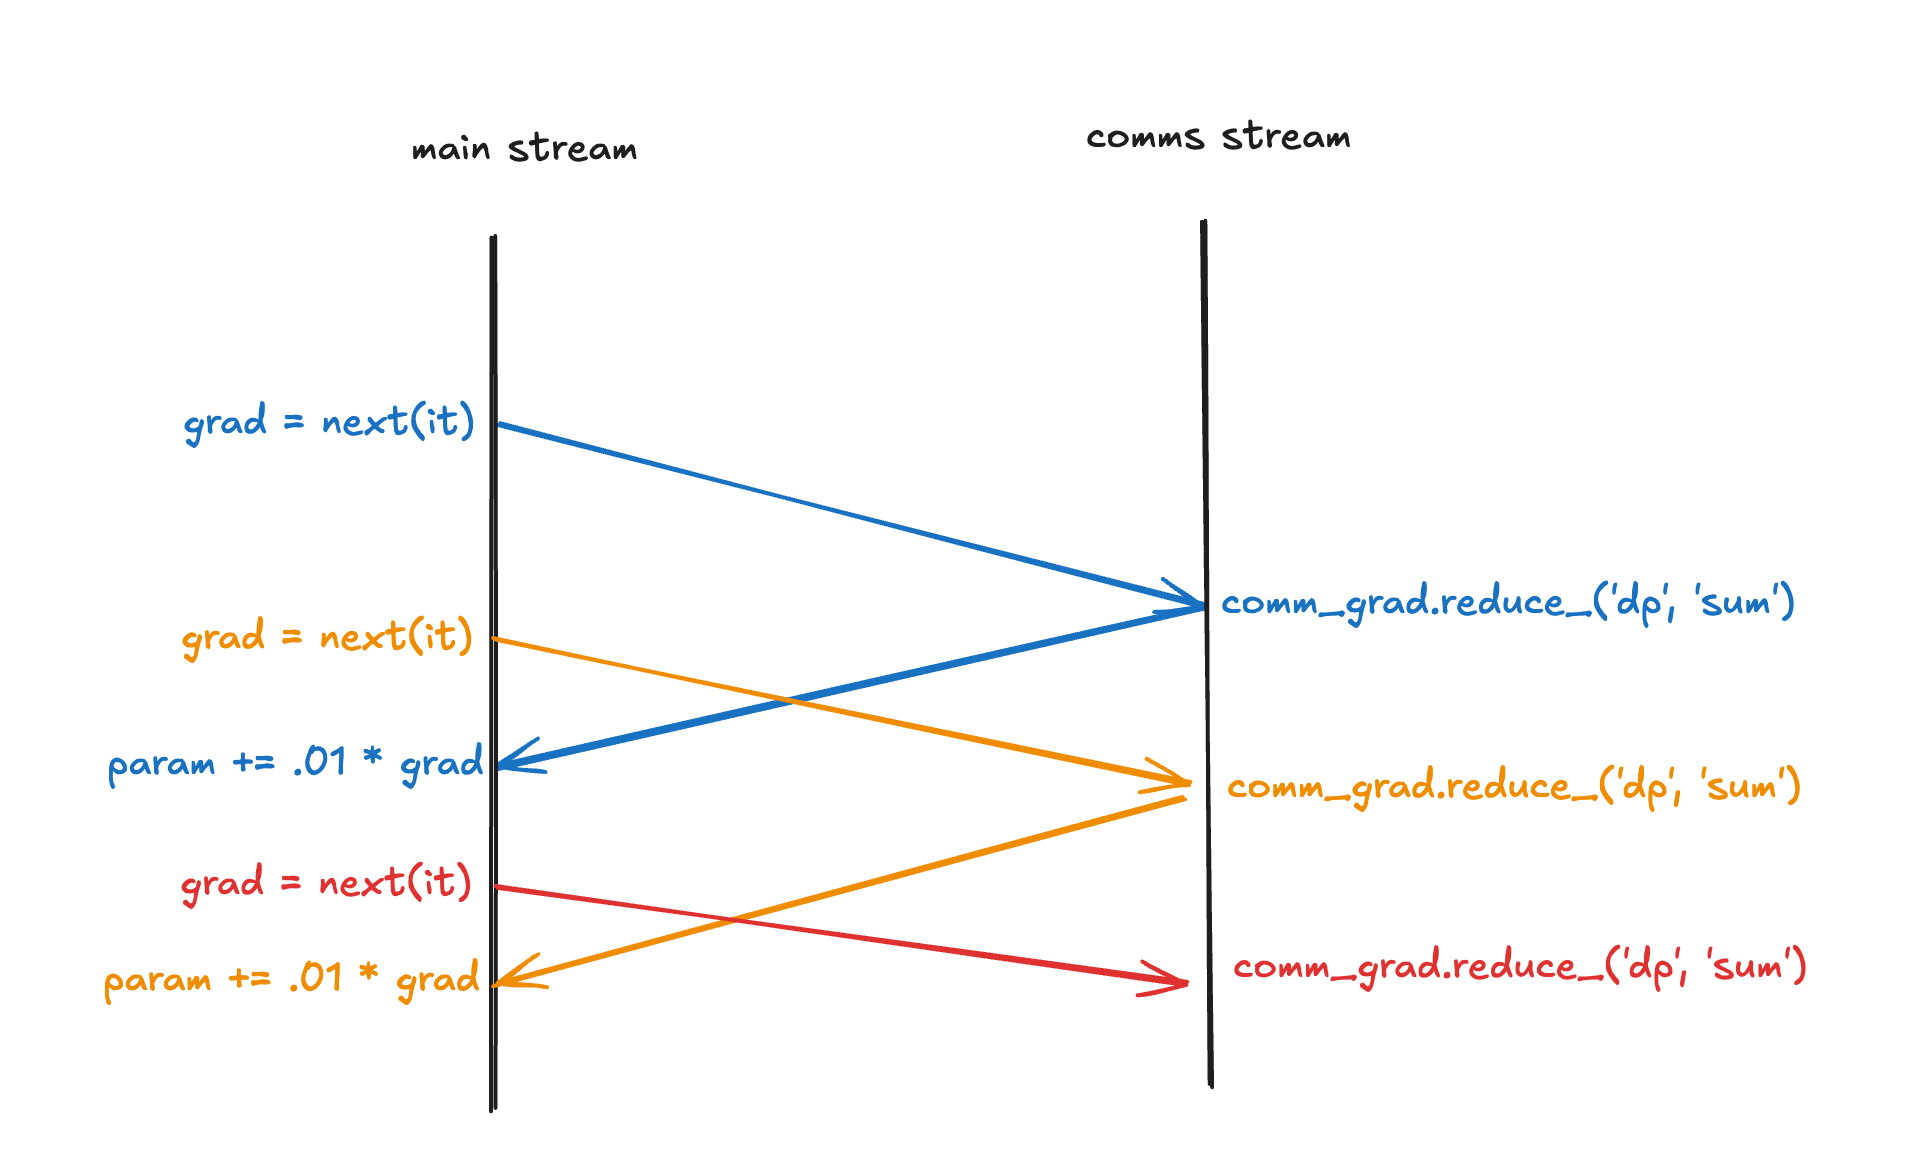 main stream
comms stream
grad = next(it)
comm_grad.reduce_('dp', 'sum')
grad = next(it)
param += .01 * grad
comm_grad.reduce_('dp', 'sum')
grad = next(it)
param += .01 * grad
comm_grad.reduce_('dp', 'sum')